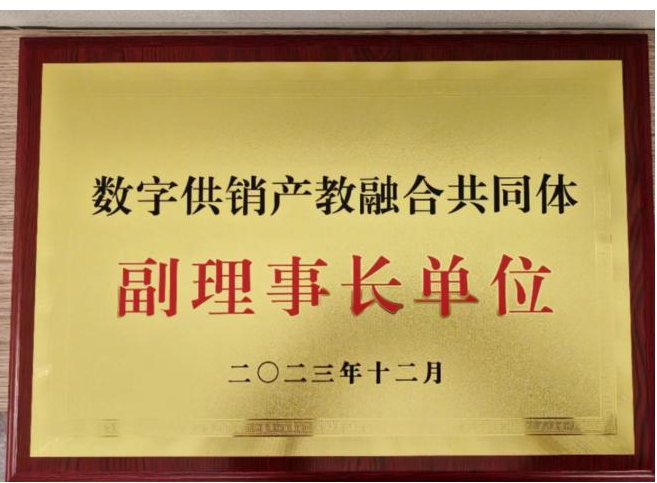 数字供销产教融合共同体
副理事长单位
二〇二三年十二月